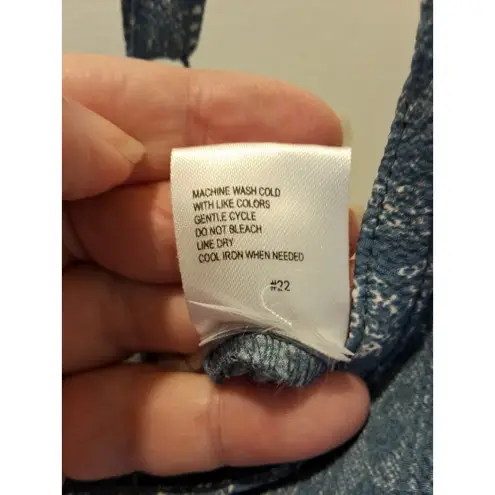 MACHINE WASH COLD
WITH LIKE COLORS
GENTLE CYCLE
DO NOT BLEACH
LINE DRY
COOL IRON WHEN NEEDED
#22